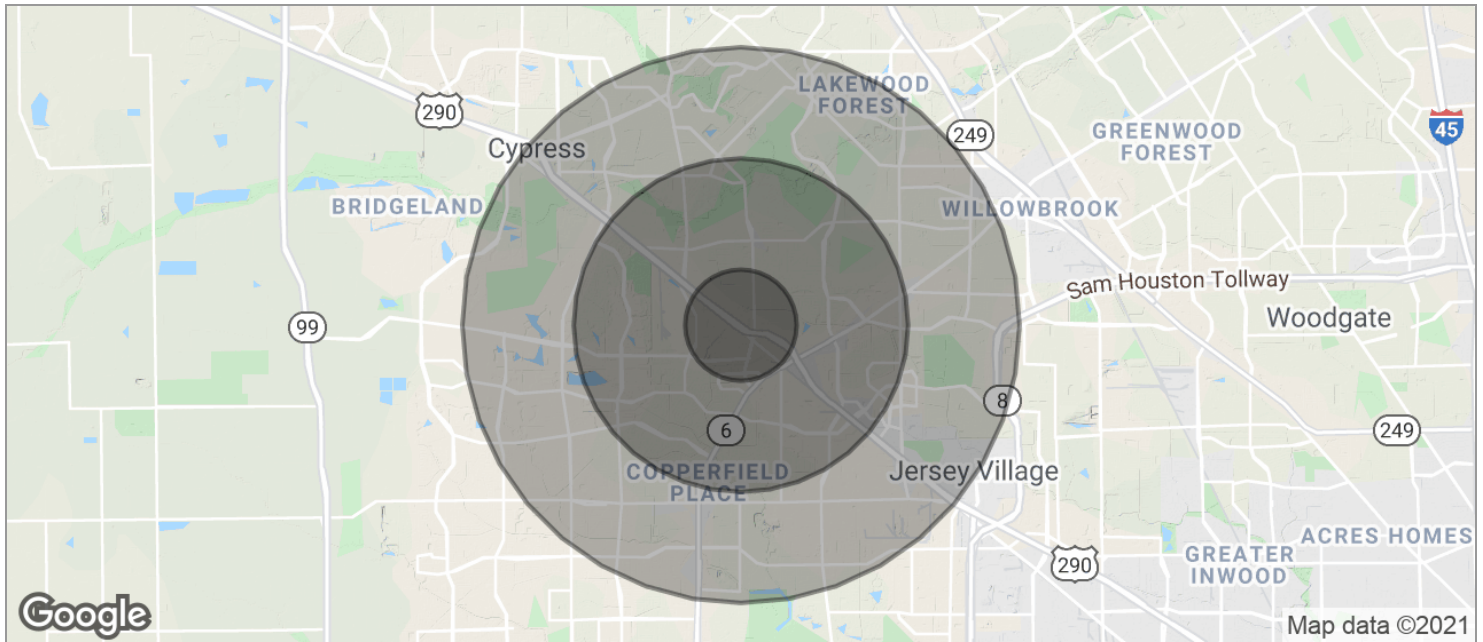 LAKEWOOD
FOREST
290
249
45
GREENWOOD
FOREST
Cypress
BRIDGELAND
WILLOWBROOK
Sam Houston Tollway
99
Woodgate
8
6
249
COPPERFIELD
PLACE
Jersey Village
ACRES HOMES
GREATER
INWOOD
290
Google
Map data ©2021